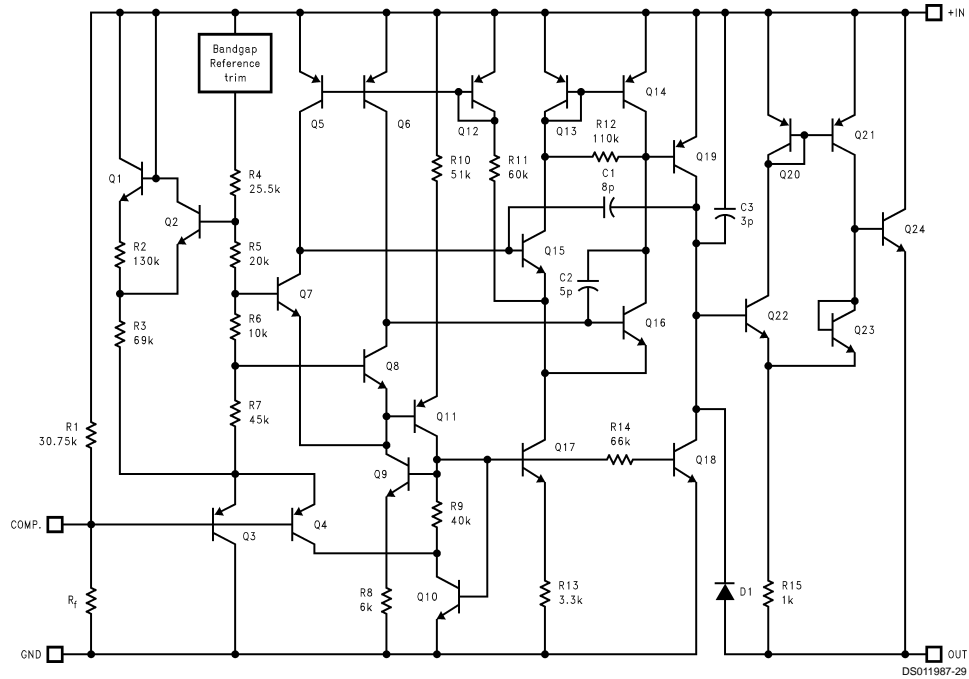 +IN
Bandgap
Reference
trim
Q5
Q6
Q12
Q13
Q14
R12
110k
Q19
Q20
Q21
Q1
Q2
R4
25.5k
R10
51k
R11
60k
C1
8p
C3
3p
Q24
R2
130k
R5
20k
Q15
C2
5p
Q7
R3
69k
R6
10k
Q8
Q16
Q22
Q23
R1
30.75k
R7
45k
Q11
Q9
Q17
R14
66k
Q18
COMP.
Q3
Q4
R9
40k
Rf
R8
6k
Q10
R13
3.3k
D1
R15
1k
GND
OUT
DS011987-29